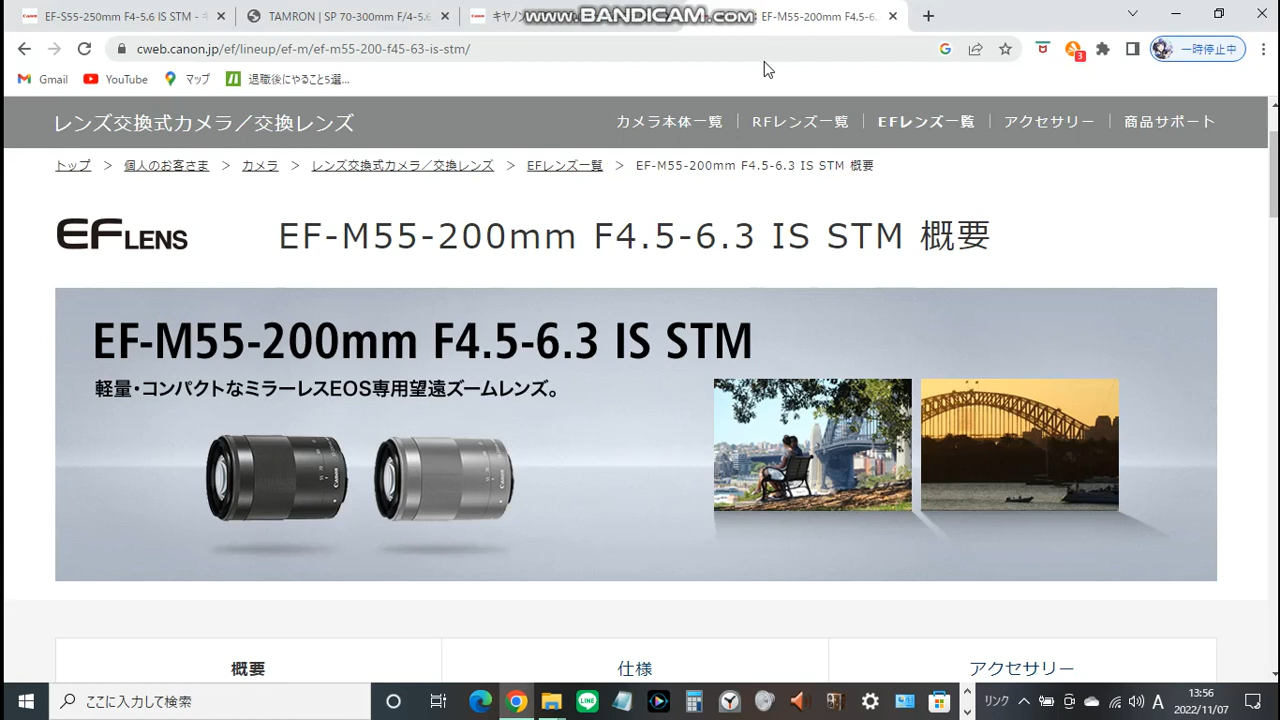 EF-S55-250mm F4-5.6 IS STM - キ
TAMRON | SP 70-300mm F/4-5.6
キヤノン
EF-M55-200mm F4.5-6.
WWW.BANDICAM.COM
cweb.canon.jp/ef/lineup/ef-m/ef-m55-200-f45-63-is-stm/
3
一時停止中
Gmail
YouTube
マップ
退職後にやること5選...
レンズ交換式カメラ／交換レンズ
カメラ本体一覧
RFレンズ一覧
EFレンズ一覧
アクセサリー
商品サポート
トップ > 個人のお客さま > カメラ > レンズ交換式カメラ／交換レンズ > EFレンズ一覧 > EF-M55-200mm F4.5-6.3 IS STM 概要
EF LENS
EF-M55-200mm F4.5-6.3 IS STM 概要
EF-M55-200mm F4.5-6.3 IS STM
軽量・コンパクトなミラーレスEOS専用望遠ズームレンズ。
Canon
Canon
概要
仕様
アクセサリー
ここに入力して検索
リンク
A
13:56
2022/11/07